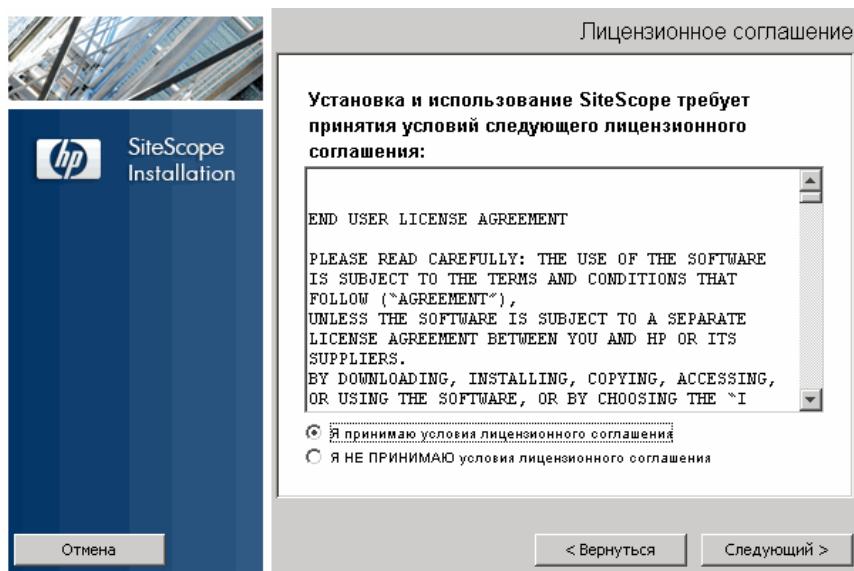 Лицензионное соглашение
hp
SiteScope
Installation
Установка и использование SiteScope требует
принятия условий следующего лицензионного
соглашения:
END USER LICENSE AGREEMENT
PLEASE READ CAREFULLY: THE USE OF THE SOFTWARE
IS SUBJECT TO THE TERMS AND CONDITIONS THAT
FOLLOW (“AGREEMENT”),
UNLESS THE SOFTWARE IS SUBJECT TO A SEPARATE
LICENSE AGREEMENT BETWEEN YOU AND HP OR ITS
SUPPLIERS.
BY DOWNLOADING, INSTALLING, COPYING, ACCESSING,
OR USING THE SOFTWARE, OR BY CHOOSING THE “I
Я принимаю условия лицензионного соглашения
Я НЕ ПРИНИМАЮ условия лицензионного соглашения
Отмена
< Вернуться
Следующий >